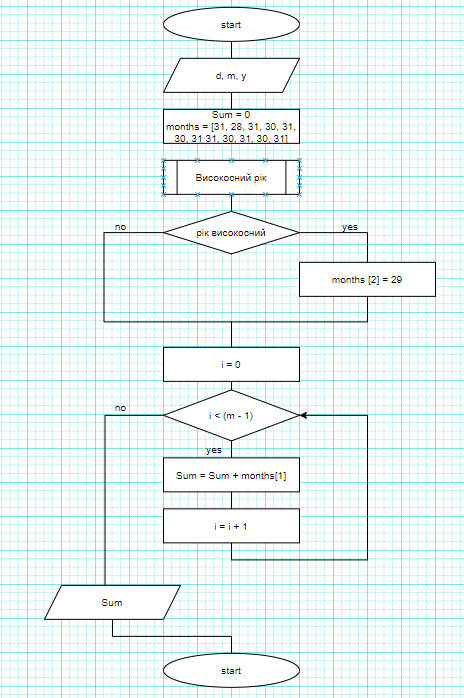 start
d, m, y
Sum = 0
months = [31, 28, 31, 30, 31,
30, 31 31, 30, 31, 30, 31]
Високосний рік
no
yes
рік високосний
months [2] = 29
i = 0
no
i < (m - 1)
yes
Sum = Sum + months[1]
i = i + 1
Sum
start